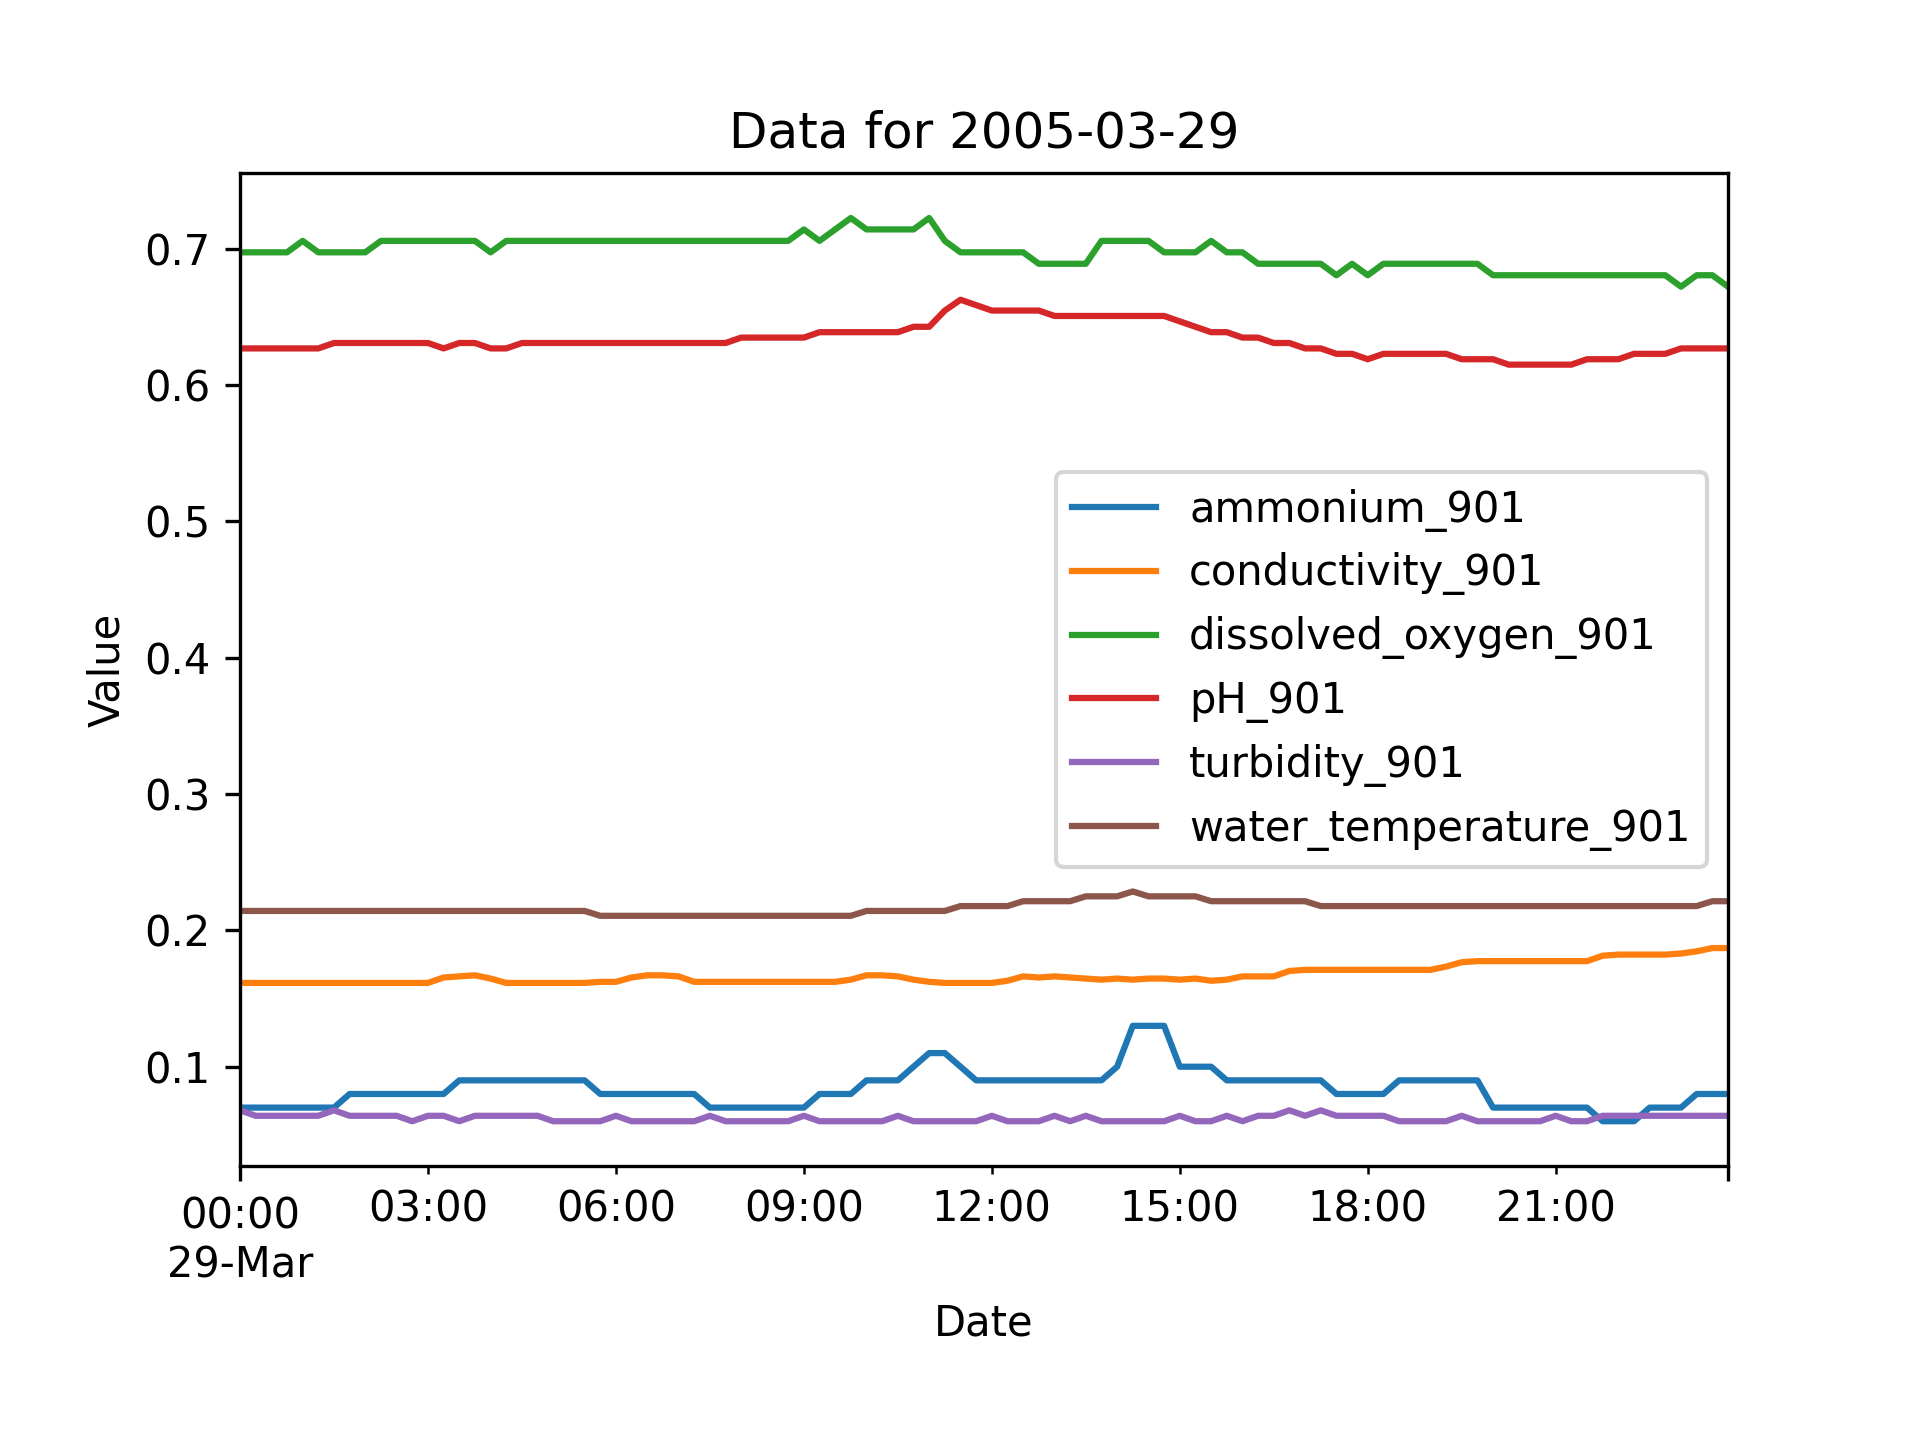 Data for 2005-03-29
0.7
0.6
0.5
0.4
0.3
0.2
0.1
Value
ammonium_901
conductivity_901
dissolved_oxygen_901
pH_901
turbidity_901
water_temperature_901
00:00 03:00 06:00 09:00 12:00 15:00 18:00 21:00
29-Mar
Date